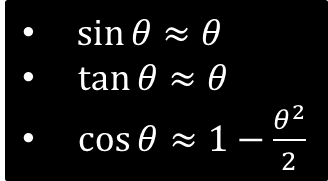 • sin θ ≈ θ
• tan θ ≈ θ
• cos θ ≈ 1 − θ²/2